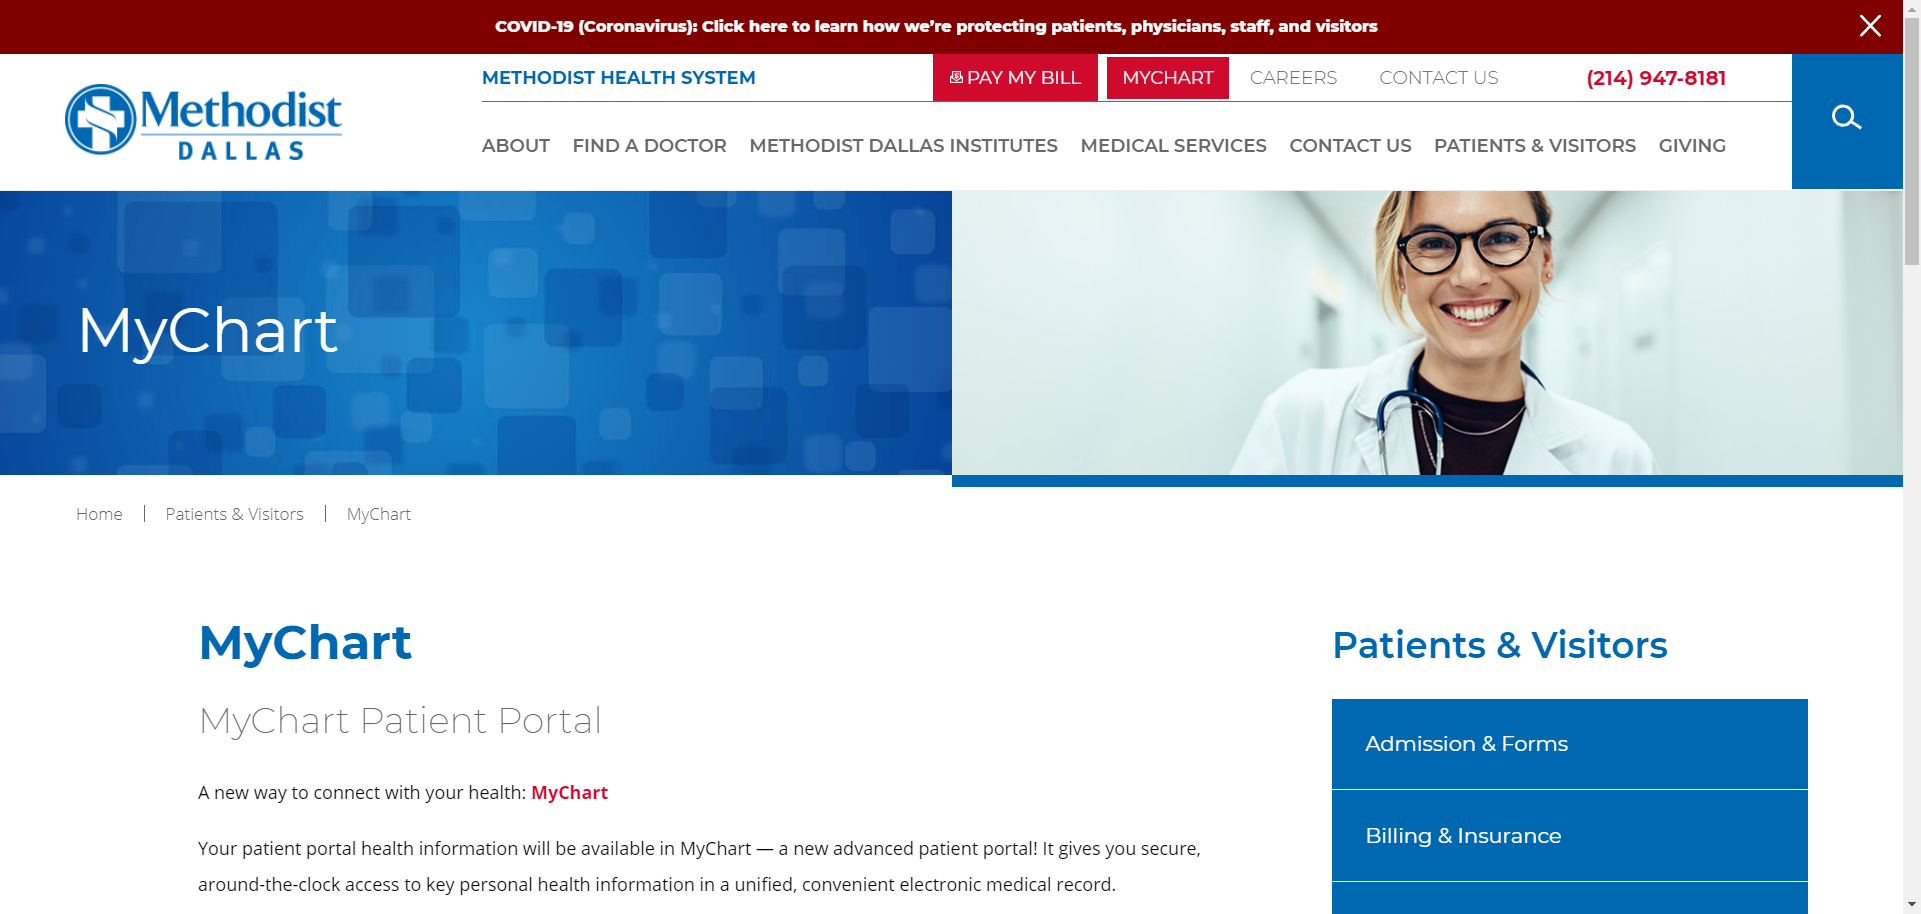 COVID-19 (Coronavirus): Click here to learn how we’re protecting patients, physicians, staff, and visitors
METHODIST HEALTH SYSTEM
PAY MY BILL
MYCHART
CAREERS
CONTACT US
(214) 947-8181
Methodist
DALLAS
ABOUT
FIND A DOCTOR
METHODIST DALLAS INSTITUTES
MEDICAL SERVICES
CONTACT US
PATIENTS & VISITORS
GIVING
MyChart
Home
Patients & Visitors
MyChart
MyChart
MyChart Patient Portal
A new way to connect with your health: MyChart
Your patient portal health information will be available in MyChart — a new advanced patient portal! It gives you secure,
around-the-clock access to key personal health information in a unified, convenient electronic medical record.
Patients & Visitors
Admission & Forms
Billing & Insurance